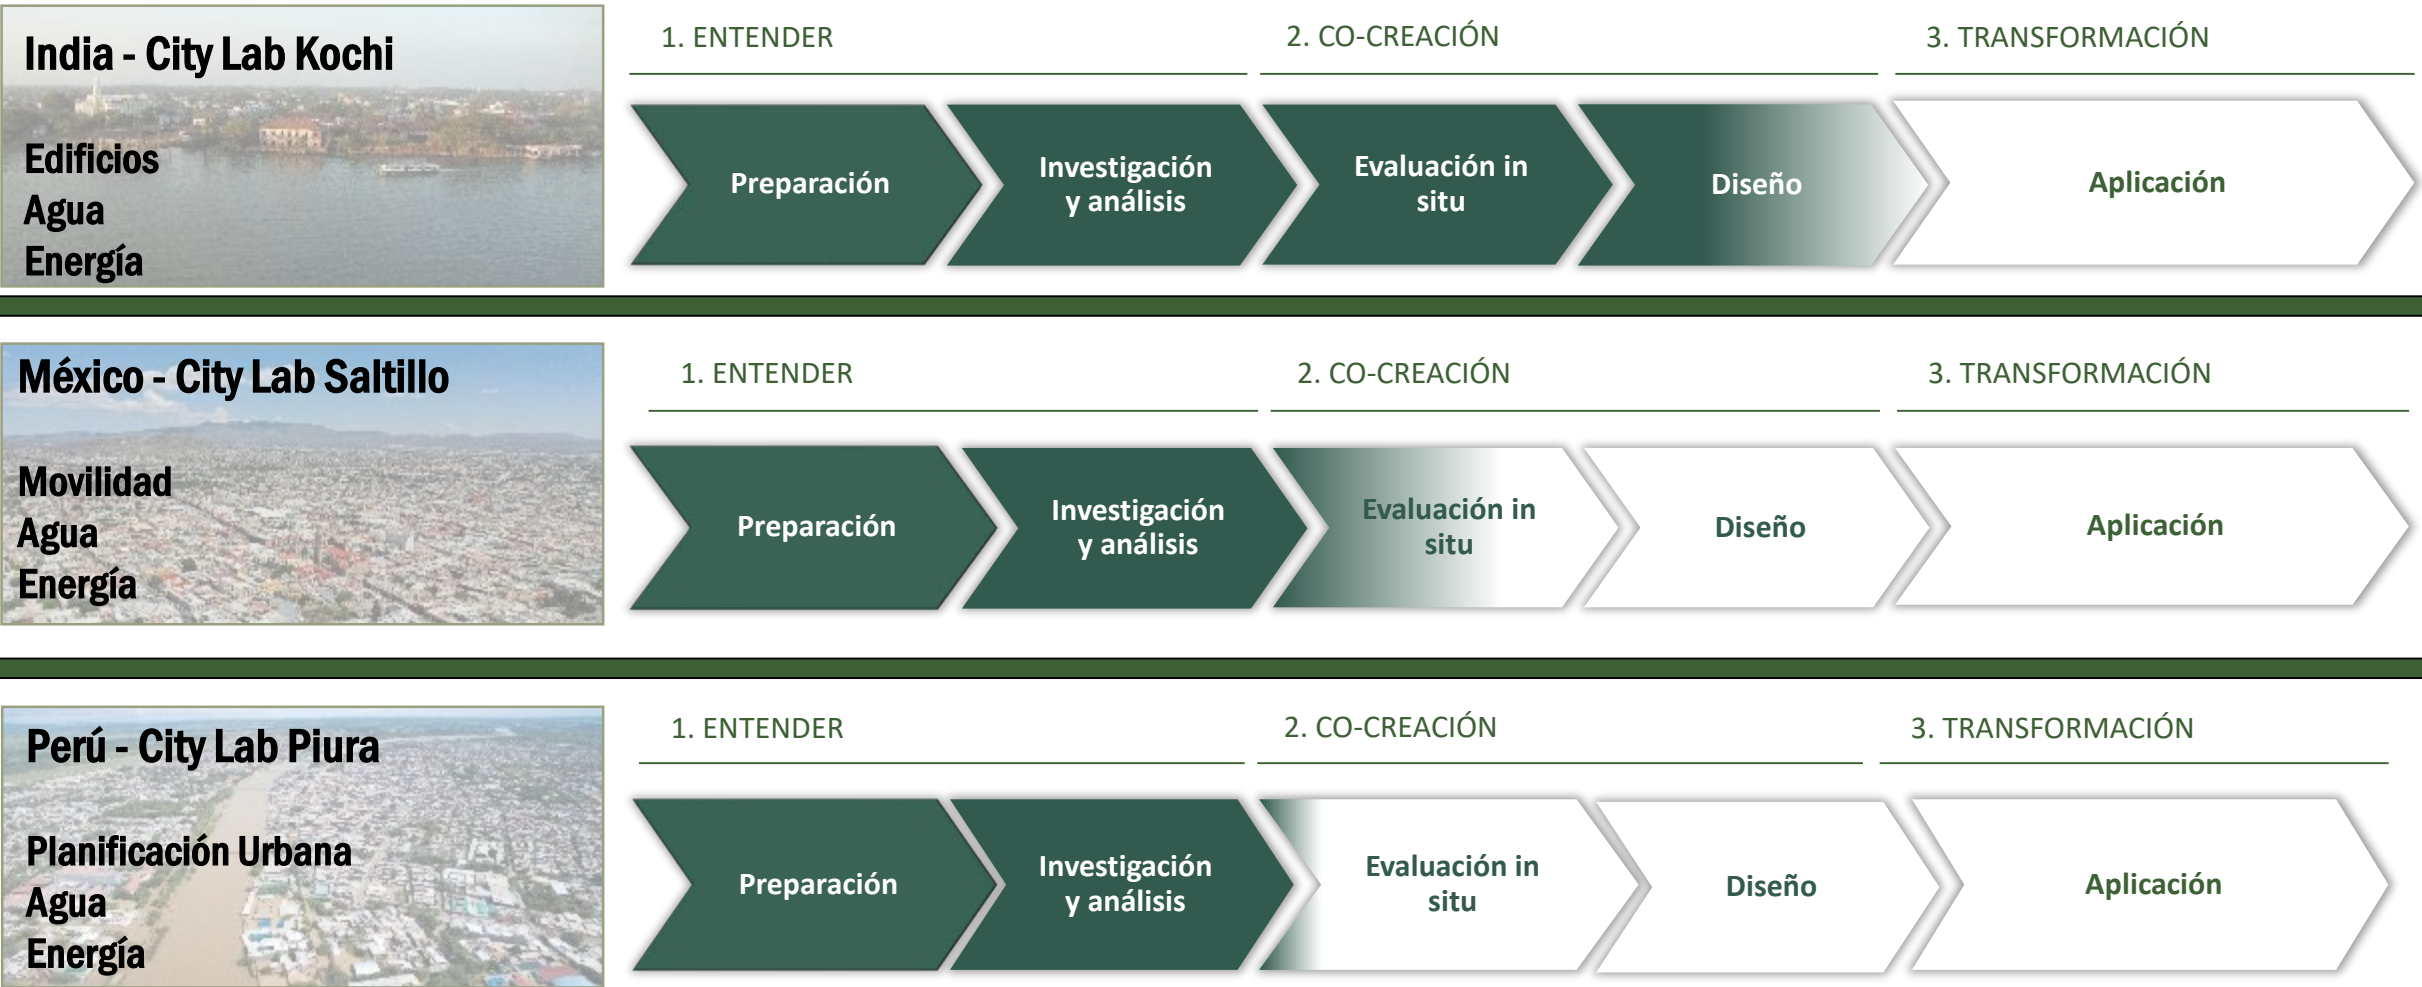 India - City Lab Kochi
Edificios
Agua
Energía
1. ENTENDER
2. CO-CREACIÓN
3. TRANSFORMACIÓN
Preparación
Investigación
y análisis
Evaluación in
situ
Diseño
Aplicación
México - City Lab Saltillo
Movilidad
Agua
Energía
1. ENTENDER
2. CO-CREACIÓN
3. TRANSFORMACIÓN
Preparación
Investigación
y análisis
Evaluación in
situ
Diseño
Aplicación
Perú - City Lab Piura
Planificación Urbana
Agua
Energía
1. ENTENDER
2. CO-CREACIÓN
3. TRANSFORMACIÓN
Preparación
Investigación
y análisis
Evaluación in
situ
Diseño
Aplicación